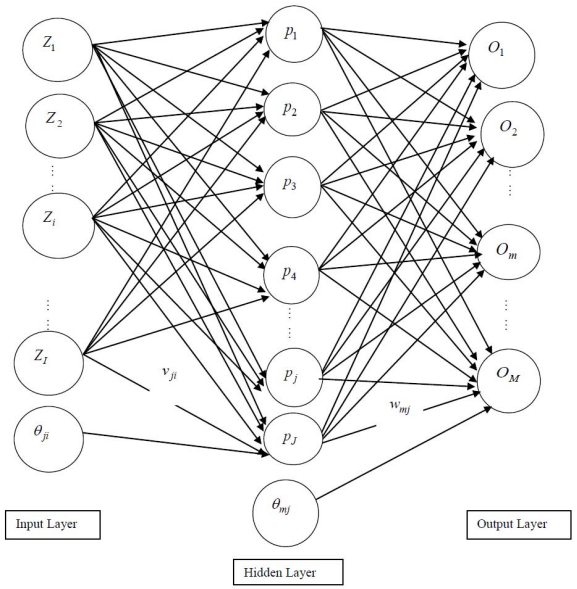 Z1
Z2
Zi
ZI
θji
p1
p2
p3
p4
pj
pJ
θmj
O1
O2
Om
OM
vji
wmj
Input Layer
Hidden Layer
Output Layer